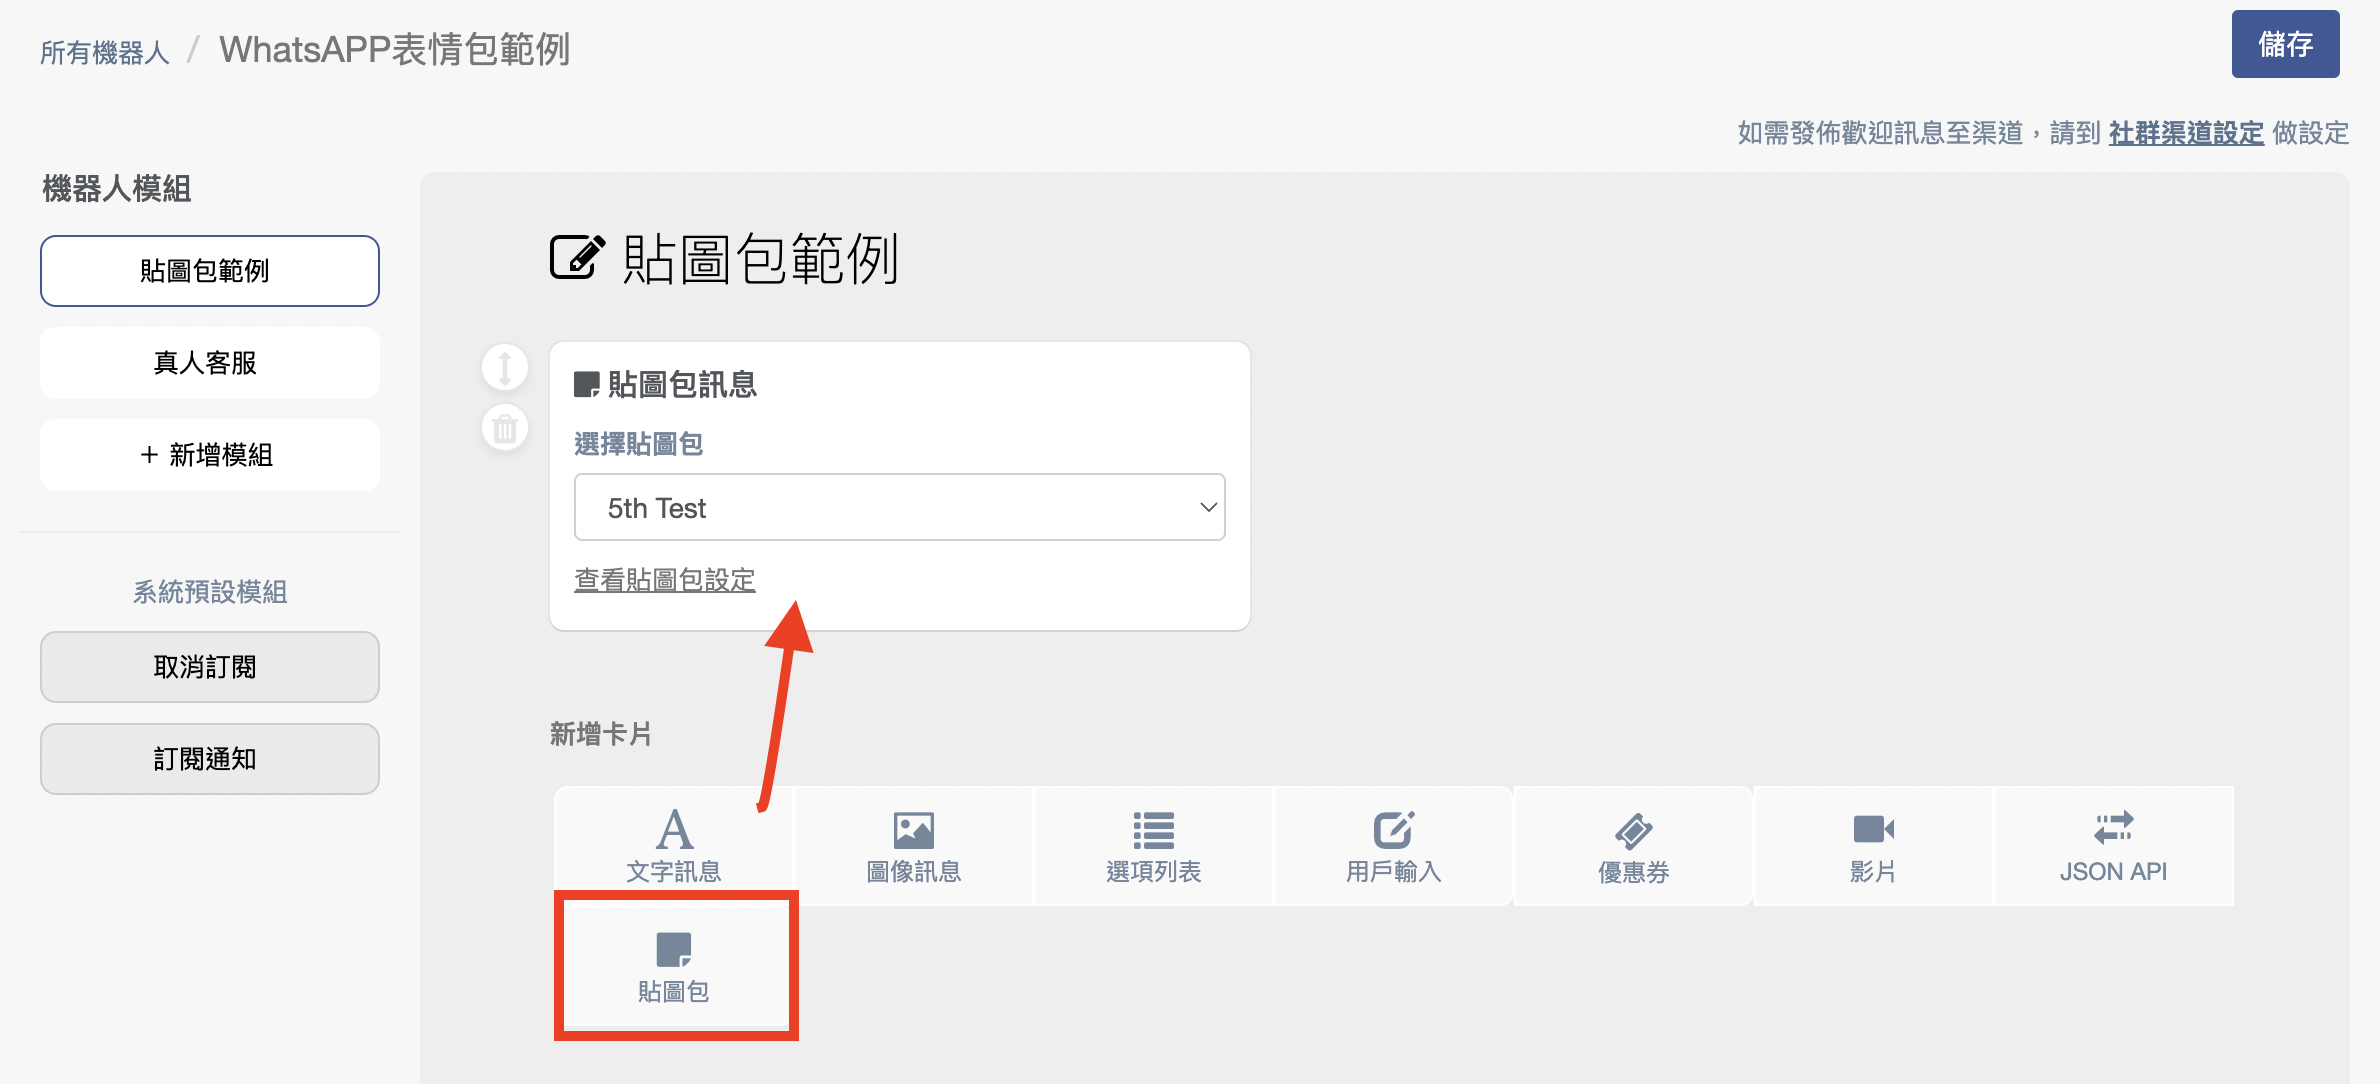 所有機器人 / WhatsAPP表情包範例
儲存
如需發佈歡迎訊息至渠道，請到 社群渠道設定 做設定
機器人模組
貼圖包範例
真人客服
+ 新增模組
系統預設模組
取消訂閱
訂閱通知
貼圖包範例
貼圖包訊息
選擇貼圖包
5th Test
查看貼圖包設定
新增卡片
文字訊息
圖像訊息
選項列表
用戶輸入
優惠券
影片
JSON API
貼圖包